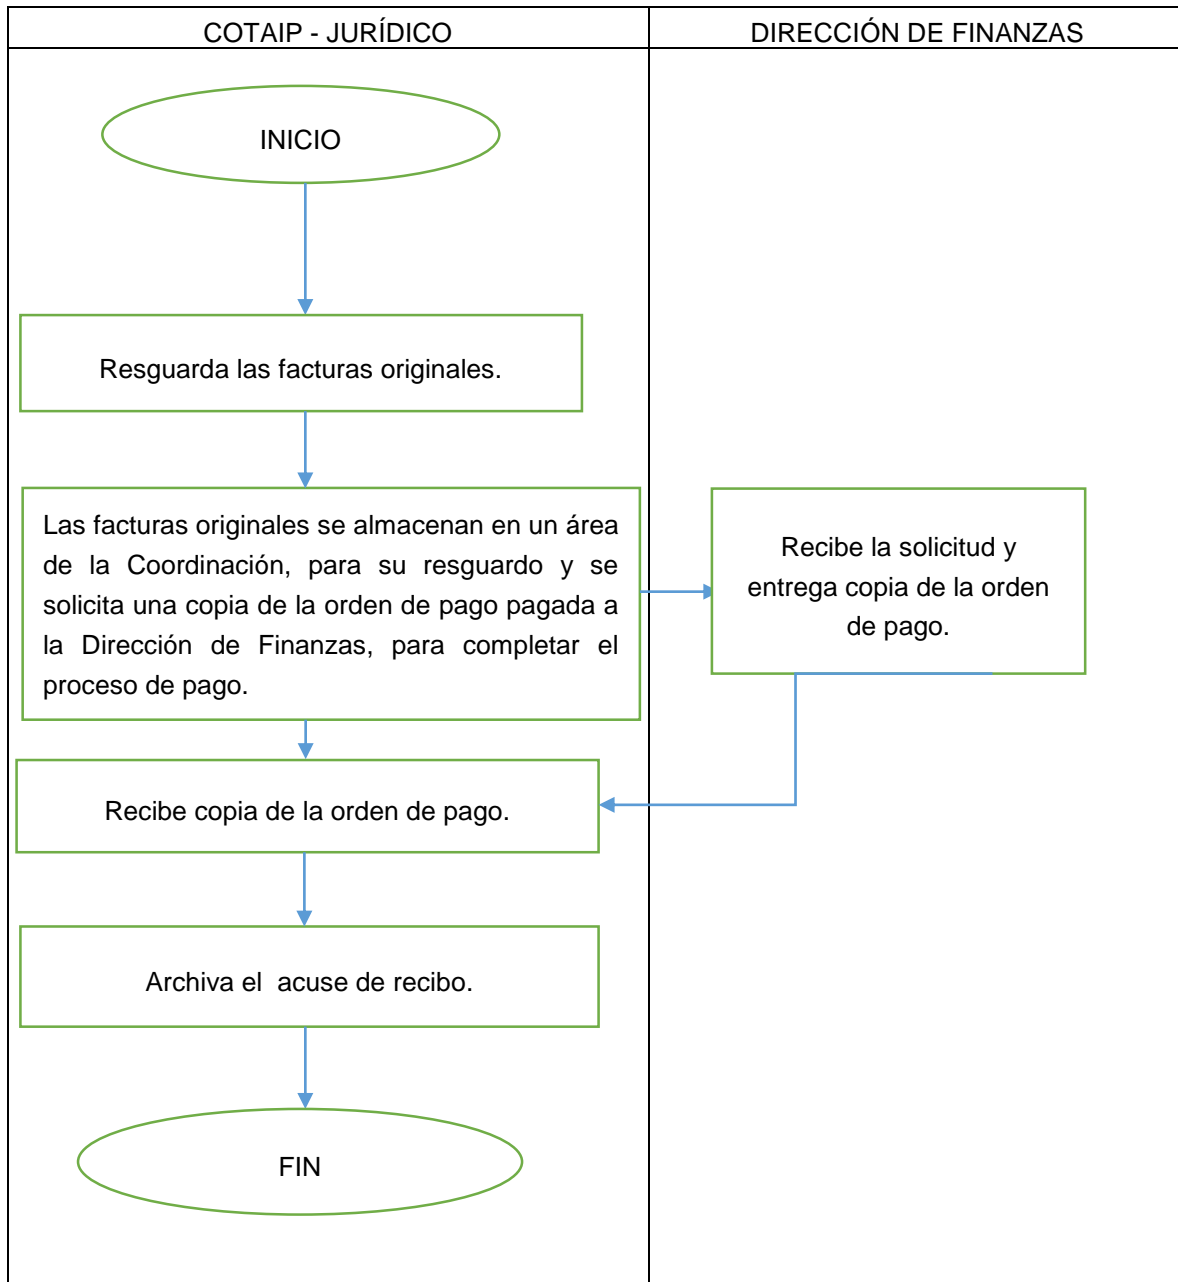 COTAIP - JURÍDICO
DIRECCIÓN DE FINANZAS
INICIO
Resguarda las facturas originales.
Las facturas originales se almacenan en un área
de la Coordinación, para su resguardo y se
solicita una copia de la orden de pago pagada a
la Dirección de Finanzas, para completar el
proceso de pago.
Recibe la solicitud y
entrega copia de la orden
de pago.
Recibe copia de la orden de pago.
Archiva el  acuse de recibo.
FIN